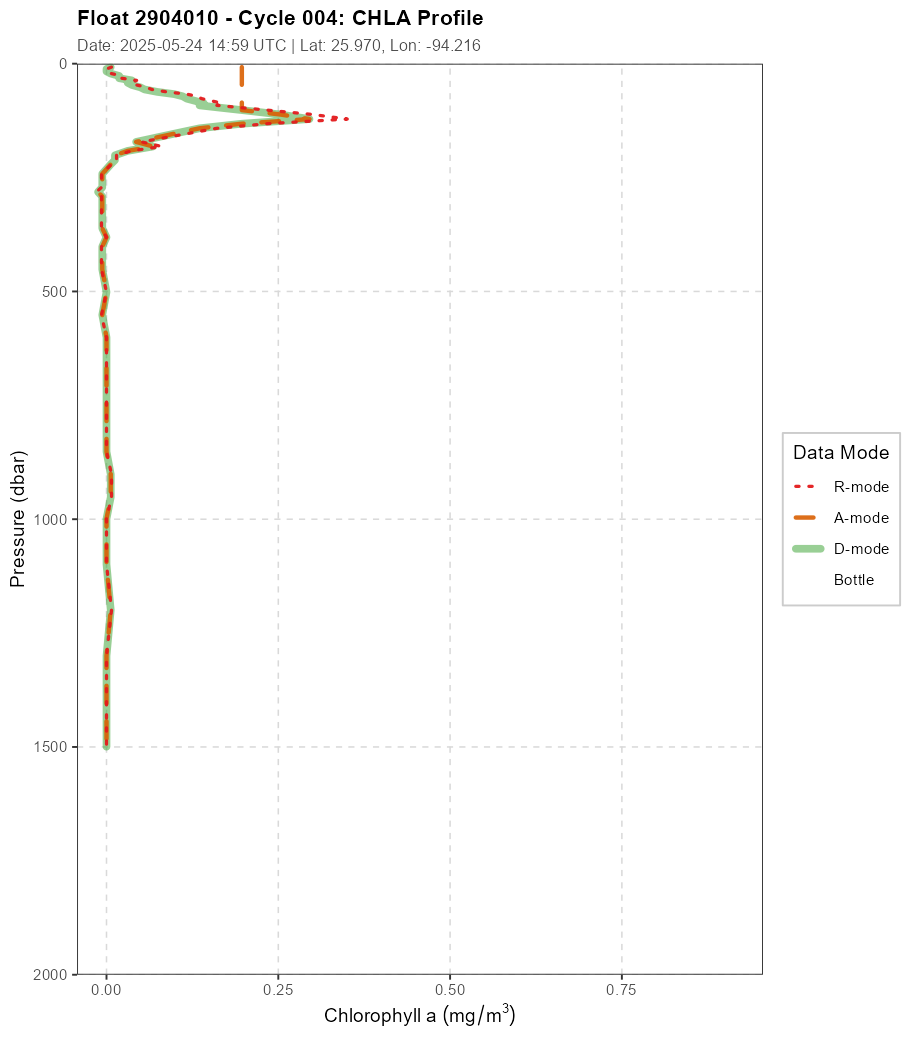 Float 2904010 - Cycle 004: CHLA Profile
Date: 2025-05-24 14:59 UTC | Lat: 25.970, Lon: -94.216
0
500
1000
1500
2000
Pressure (dbar)
0.00
0.25
0.50
0.75
Chlorophyll a (mg/m³)
Data Mode
R-mode
A-mode
D-mode
Bottle